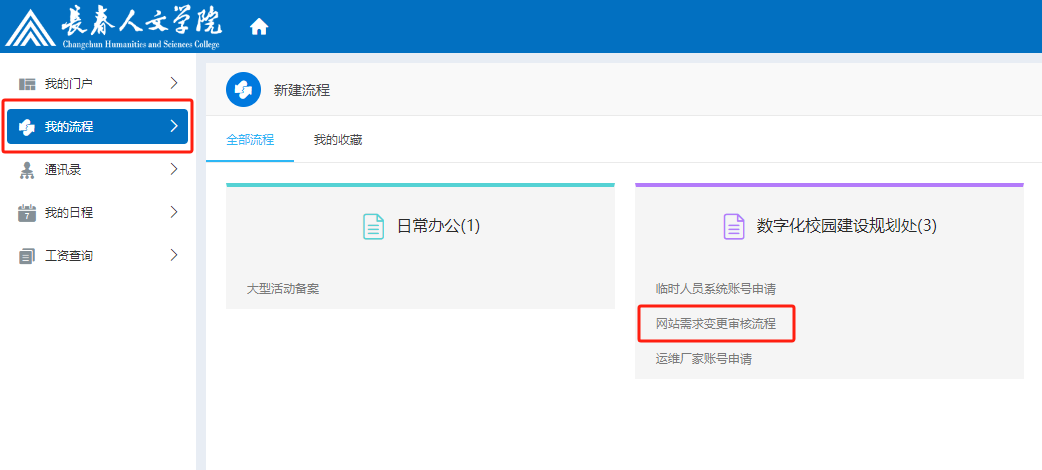 長春人文学院
Changchun Humanities and Sciences College
我的门户
我的流程
通讯录
7
我的日程
工资查询
新建流程
全部流程
我的收藏
日常办公(1)
大型活动备案
数字化校园建设规划处(3)
临时人员系统账号申请
网站需求变更审核流程
运维厂家账号申请